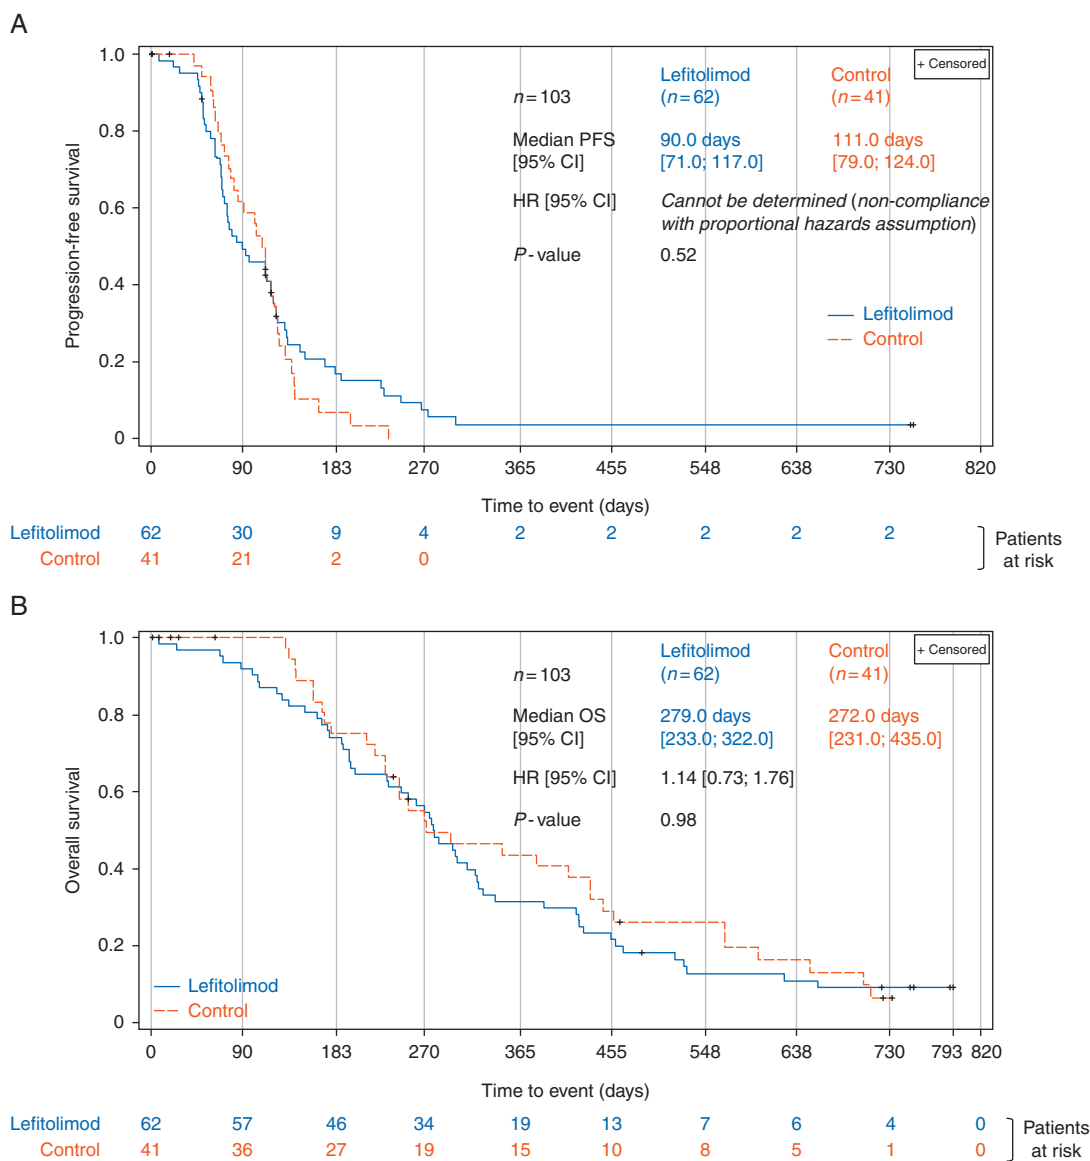 A
1.0
0.8
0.6
0.4
0.2
0
Progression-free survival
+ Censored
Lefitolimod Control
n=103 (n=62) (n=41)
Median PFS 90.0 days 111.0 days
[95% CI] [71.0; 117.0] [79.0; 124.0]
HR [95% CI] Cannot be determined (non-compliance
with proportional hazards assumption)
P-value 0.52
Lefitolimod
Control
0 90 183 270 365 455 548 638 730 820
Time to event (days)
Lefitolimod 62 30 9 4 2 2 2 2 2
Control 41 21 2 0
Patients
at risk
B
1.0
0.8
0.6
0.4
0.2
0
Overall survival
+ Censored
Lefitolimod Control
n=103 (n=62) (n=41)
Median OS 279.0 days 272.0 days
[95% CI] [233.0; 322.0] [231.0; 435.0]
HR [95% CI] 1.14 [0.73; 1.76]
P-value 0.98
Lefitolimod
Control
0 90 183 270 365 455 548 638 730 793 820
Time to event (days)
Lefitolimod 62 57 46 34 19 13 7 6 4 0
Control 41 36 27 19 15 10 8 5 1 0
Patients
at risk